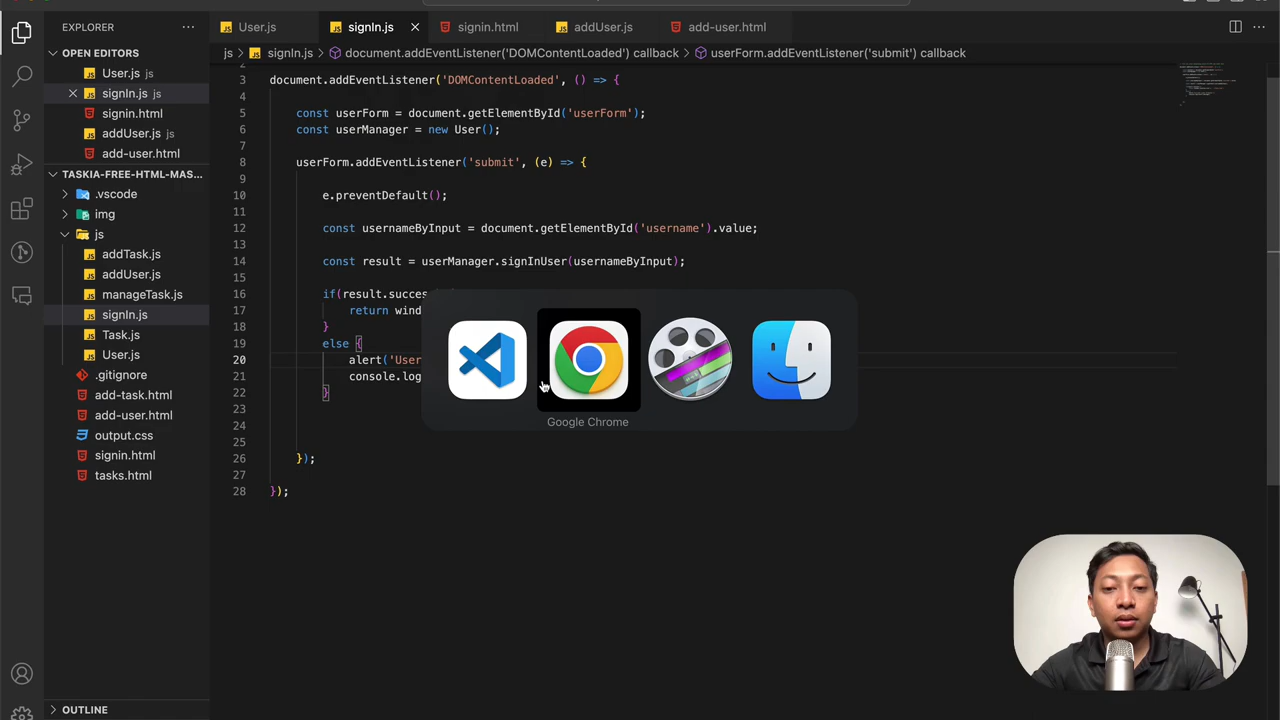 EXPLORER
OPEN EDITORS
User.js js
signIn.js js
signin.html
addUser.js js
add-user.html
TASKIA-FREE-HTML-MAS...
.vscode
img
js
addTask.js
addUser.js
manageTask.js
signIn.js
Task.js
User.js
.gitignore
add-task.html
add-user.html
output.css
signin.html
tasks.html
OUTLINE
User.js signIn.js signin.html addUser.js add-user.html
js > signIn.js > document.addEventListener('DOMContentLoaded') callback > userForm.addEventListener('submit') callback
3 document.addEventListener('DOMContentLoaded', () => {
4
5 const userForm = document.getElementById('userForm');
6 const userManager = new User();
7
8 userForm.addEventListener('submit', (e) => {
9
10 e.preventDefault();
11
12 const usernameByInput = document.getElementById('username').value;
13
14 const result = userManager.signInUser(usernameByInput);
15
16 if(result.succes
17 return wind
18 }
19 else {
20 alert('User
21 console.log
22 }
23
24
25
26 });
27
28 });
Google Chrome